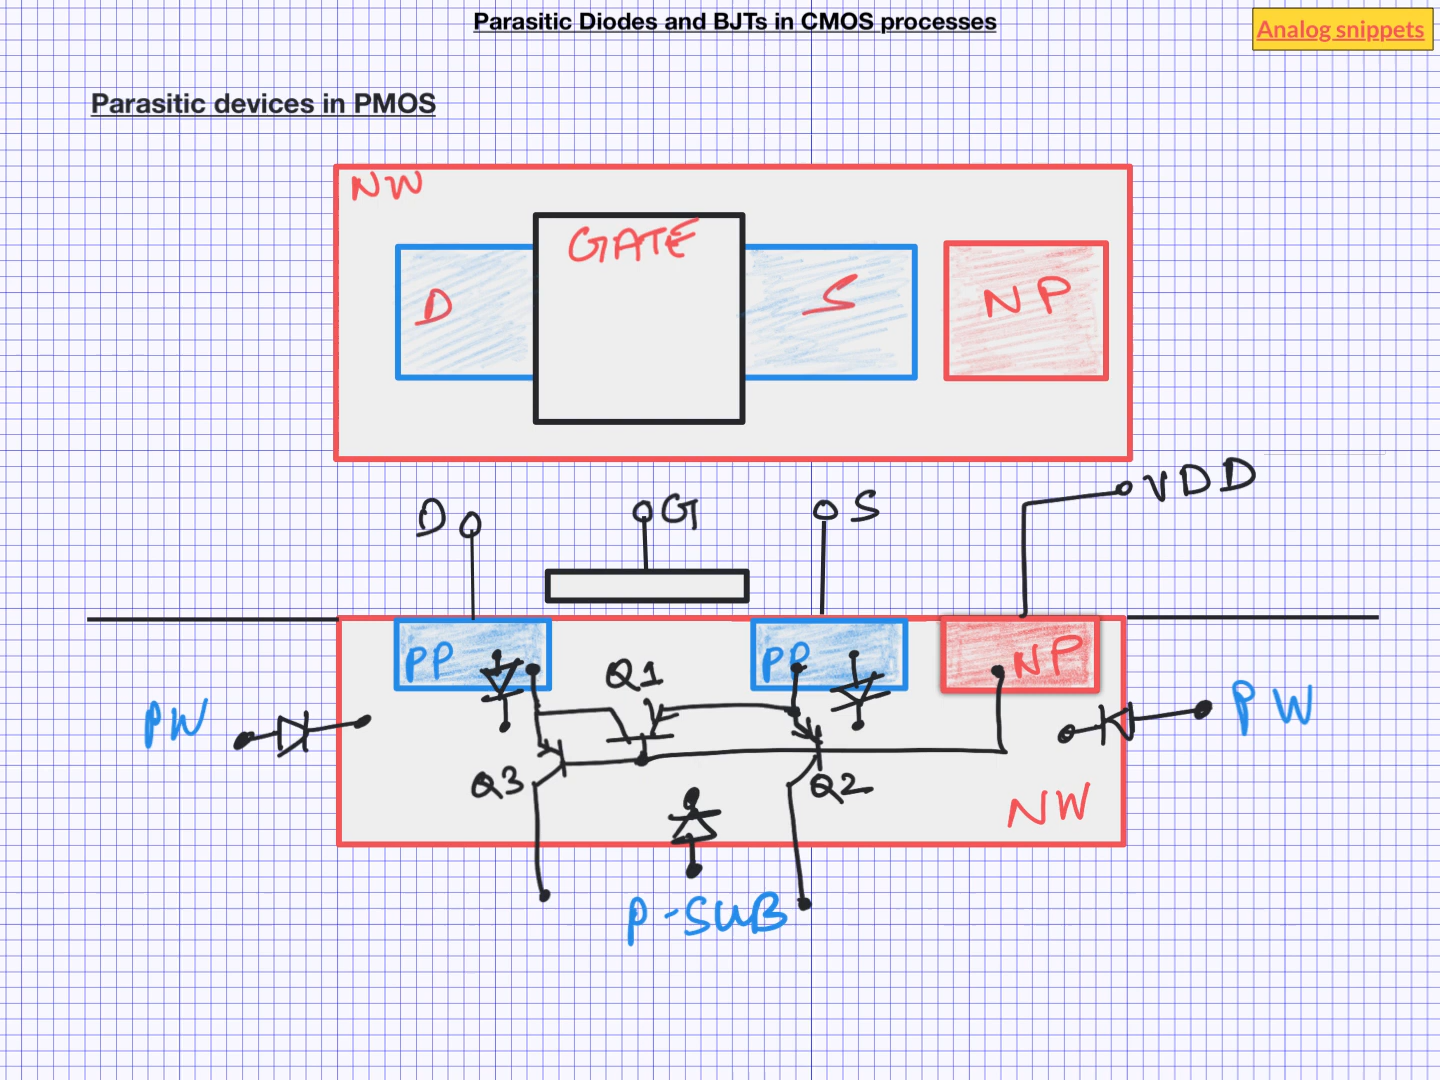 Parasitic Diodes and BJTs in CMOS processes
Analog snippets
Parasitic devices in PMOS
NW
GATE
D
S
NP
VDD
D
G
S
PP
Q1
PP
NP
PW
PW
Q3
Q2
NW
P-SUB